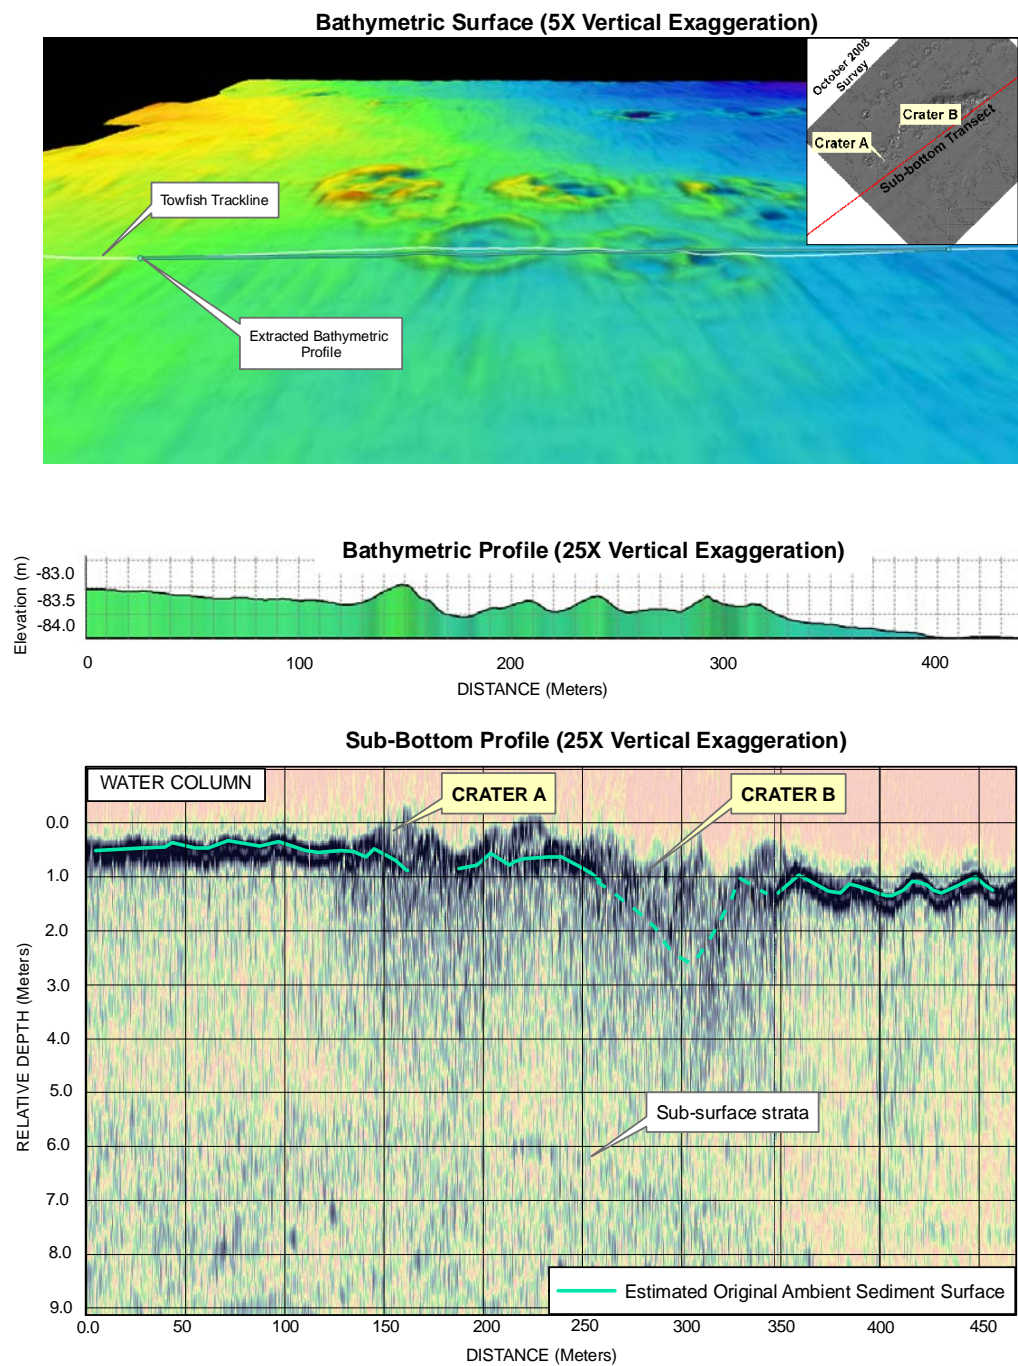 Bathymetric Surface (5X Vertical Exaggeration)
October 2008
Survey
Crater B
Crater A
Sub-bottom Transect
Towfish Trackline
Extracted Bathymetric
Profile
Bathymetric Profile (25X Vertical Exaggeration)
Elevation (m)
-83.0
-83.5
-84.0
0 100 200 300 400
DISTANCE (Meters)
Sub-Bottom Profile (25X Vertical Exaggeration)
WATER COLUMN
CRATER A
CRATER B
RELATIVE DEPTH (Meters)
0.0
1.0
2.0
3.0
4.0
5.0
Sub-surface strata
6.0
7.0
8.0
Estimated Original Ambient Sediment Surface
9.0
0.0 50 150 200 250 300 350 400 450
DISTANCE (Meters)